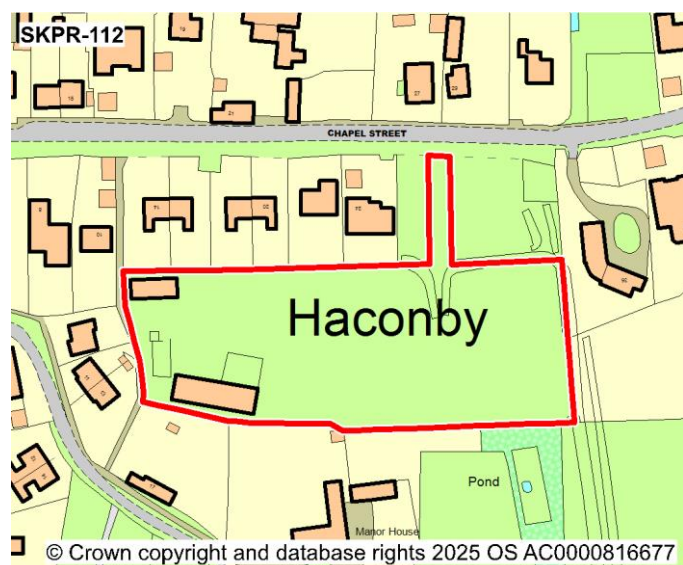 SKPR-112
CHAPEL STREET
Haconby
Pond
Manor House
© Crown copyright and database rights 2025 OS AC0000816677